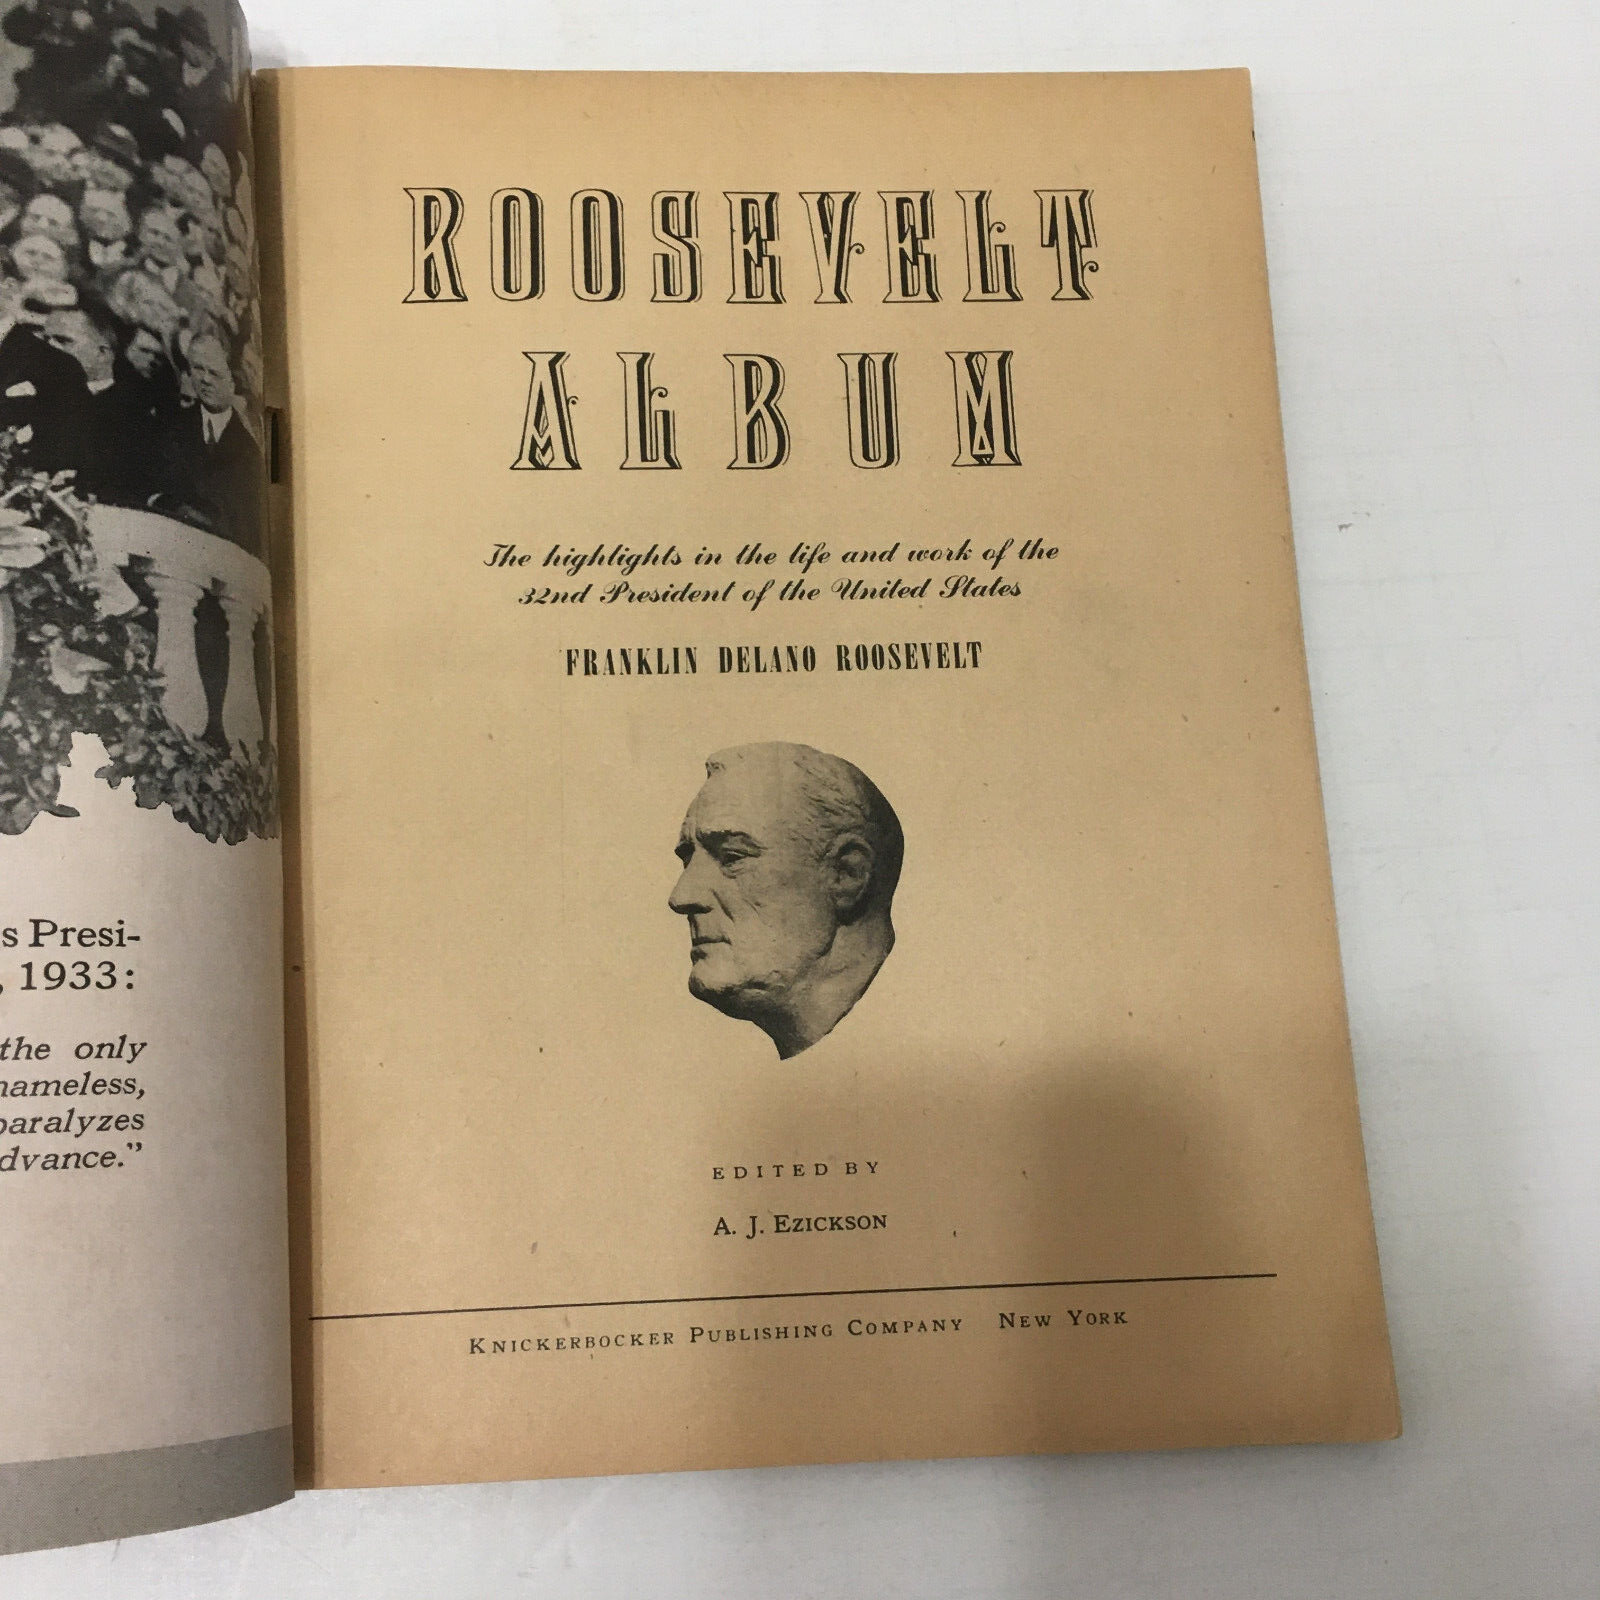 s Presi-
, 1933:
the only
nameless,
paralyzes
dvance."
ROOSEVELT
ALBUM
The highlights in the life and work of the
32nd President of the United States
FRANKLIN DELANO ROOSEVELT
EDITED BY
A. J. EZICKSON
KNICKERBOCKER PUBLISHING COMPANY NEW YORK